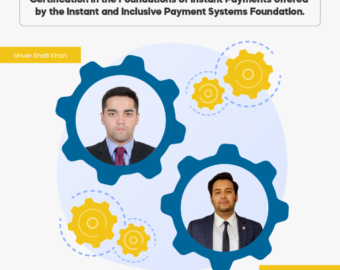 Certification in the Foundations of Instant Payments offered
by the Instant and Inclusive Payment Systems Foundation.
Unver Shafi Khan